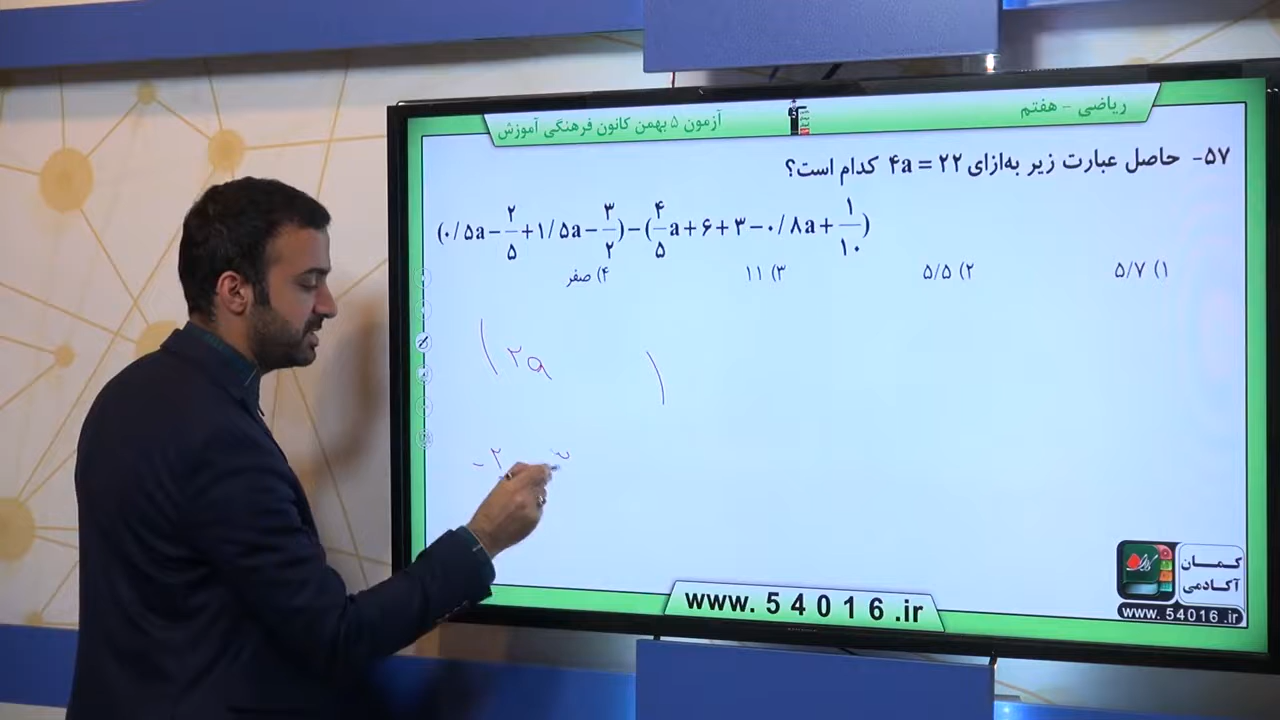 ریاضی - هفتم
آزمون ۵ بهمن کانون فرهنگی آموزش
۵۷- حاصل عبارت زیر به‌ازای ۴a = ۲۲ کدام است؟
(۰/۵a - ۲/۵ + ۱/۵a - ۳/۲) - (۴/۵ a + ۶ + ۳ - ۰/۸a + ۱/۱۰)
۱) ۵/۷ ۲) ۵/۵ ۳) ۱۱ ۴) صفر
( ۲a )
-۲
کمان
آکادمی
www. 54016 .ir
www. 5 4 0 1 6 .ir